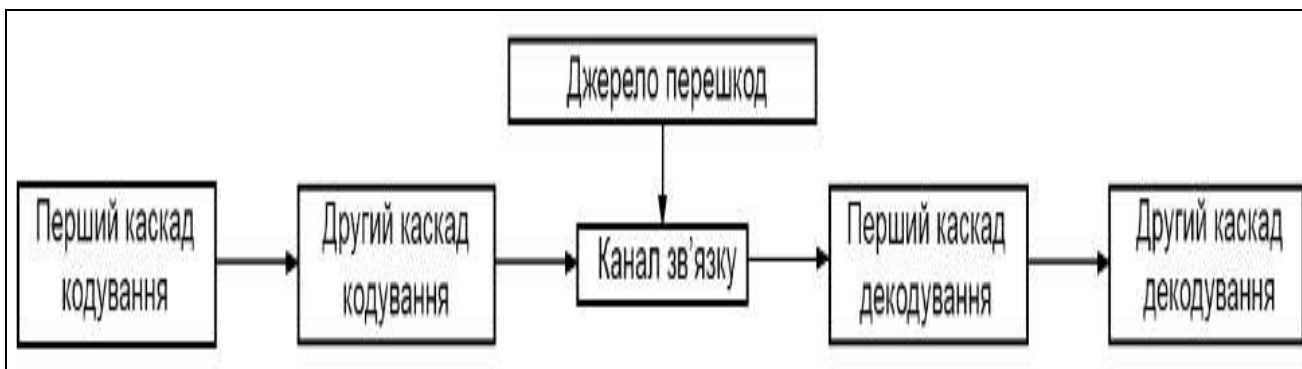 Джерело перешкод
Перший каскад
кодування
Другий каскад
кодування
Канал зв’язку
Перший каскад
декодування
Другий каскад
декодування